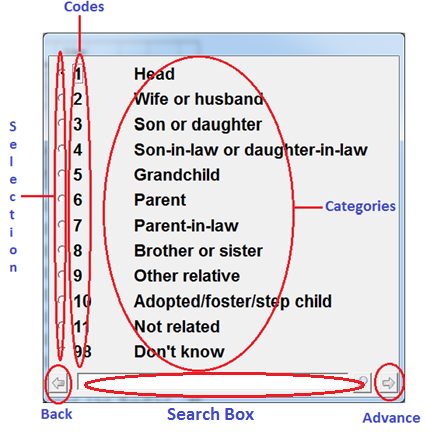 Codes
1 Head
2 Wife or husband
3 Son or daughter
4 Son-in-law or daughter-in-law
5 Grandchild
6 Parent
7 Parent-in-law
8 Brother or sister
9 Other relative
10 Adopted/foster/step child
11 Not related
98 Don't know
Selection
Categories
Back
Search Box
Advance